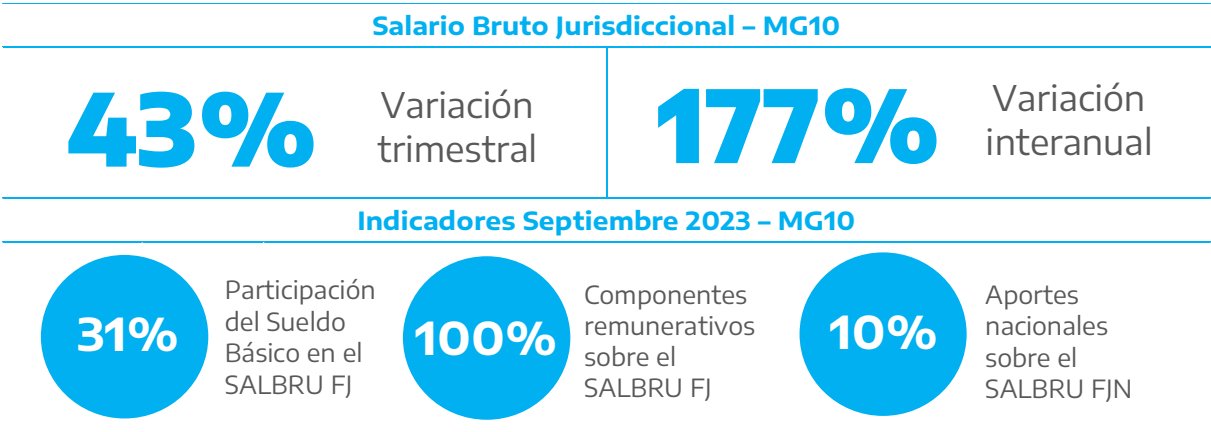 Salario Bruto Jurisdiccional – MG10
43%
Variación
trimestral
177%
Variación
interanual
Indicadores Septiembre 2023 – MG10
31%
Participación
del Sueldo
Básico en el
SALBRU FJ
100%
Componentes
remunerativos
sobre el
SALBRU FJ
10%
Aportes
nacionales
sobre el
SALBRU FJN